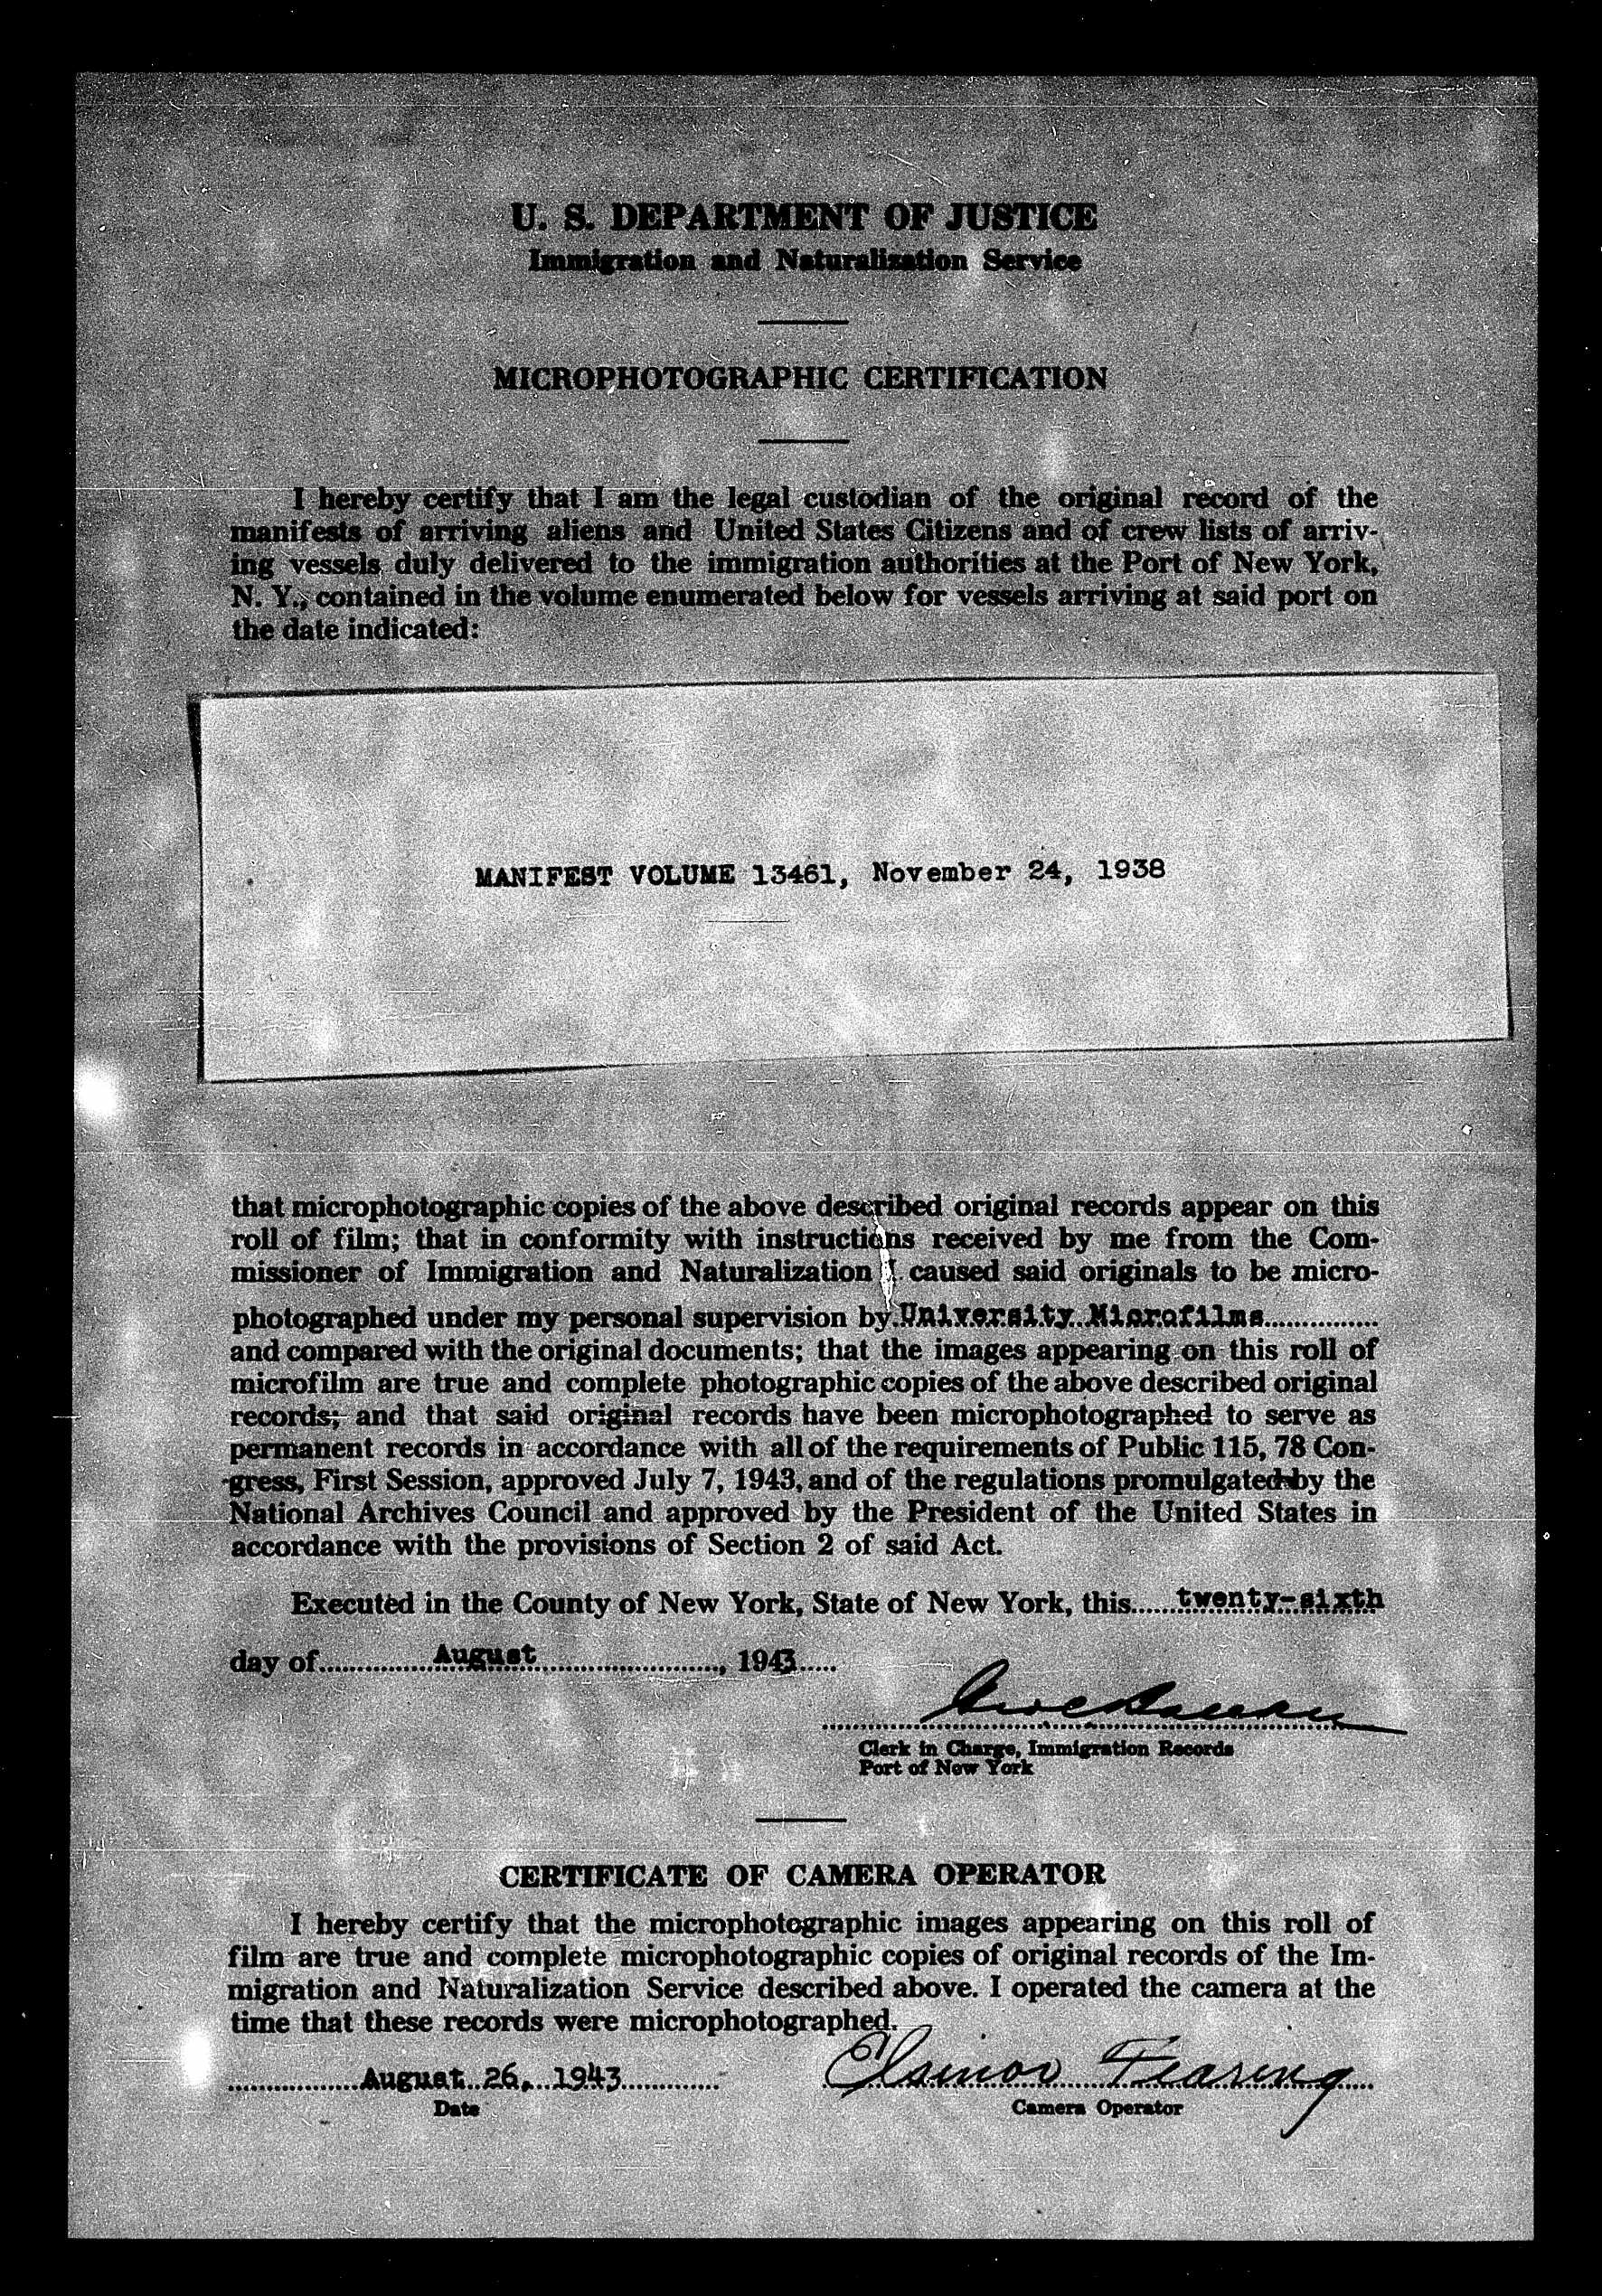 U. S. DEPARTMENT OF JUSTICE
Immigration and Naturalization Service
MICROPHOTOGRAPHIC CERTIFICATION
I hereby certify that I am the legal custodian of the original record of the
manifests of arriving aliens and United States Citizens and of crew lists of arriv-
ing vessels duly delivered to the immigration authorities at the Port of New York,
N. Y., contained in the volume enumerated below for vessels arriving at said port on
the date indicated:
MANIFEST VOLUME 13461, November 24, 1938
that microphotographic copies of the above described original records appear on this
roll of film; that in conformity with instructions received by me from the Com-
missioner of Immigration and Naturalization I caused said originals to be micro-
photographed under my personal supervision by University Microfilms
and compared with the original documents; that the images appearing on this roll of
microfilm are true and complete photographic copies of the above described original
records; and that said original records have been microphotographed to serve as
permanent records in accordance with all of the requirements of Public 115, 78 Con-
gress, First Session, approved July 7, 1943, and of the regulations promulgated by the
National Archives Council and approved by the President of the United States in
accordance with the provisions of Section 2 of said Act.
Executed in the County of New York, State of New York, this twenty-sixth
day of August, 1943
Clerk in Charge, Immigration Records
Port of New York
CERTIFICATE OF CAMERA OPERATOR
I hereby certify that the microphotographic images appearing on this roll of
film are true and complete microphotographic copies of original records of the Im-
migration and Naturalization Service described above. I operated the camera at the
time that these records were microphotographed.
August 26, 1943 Elsinor Fearing
Date Camera Operator